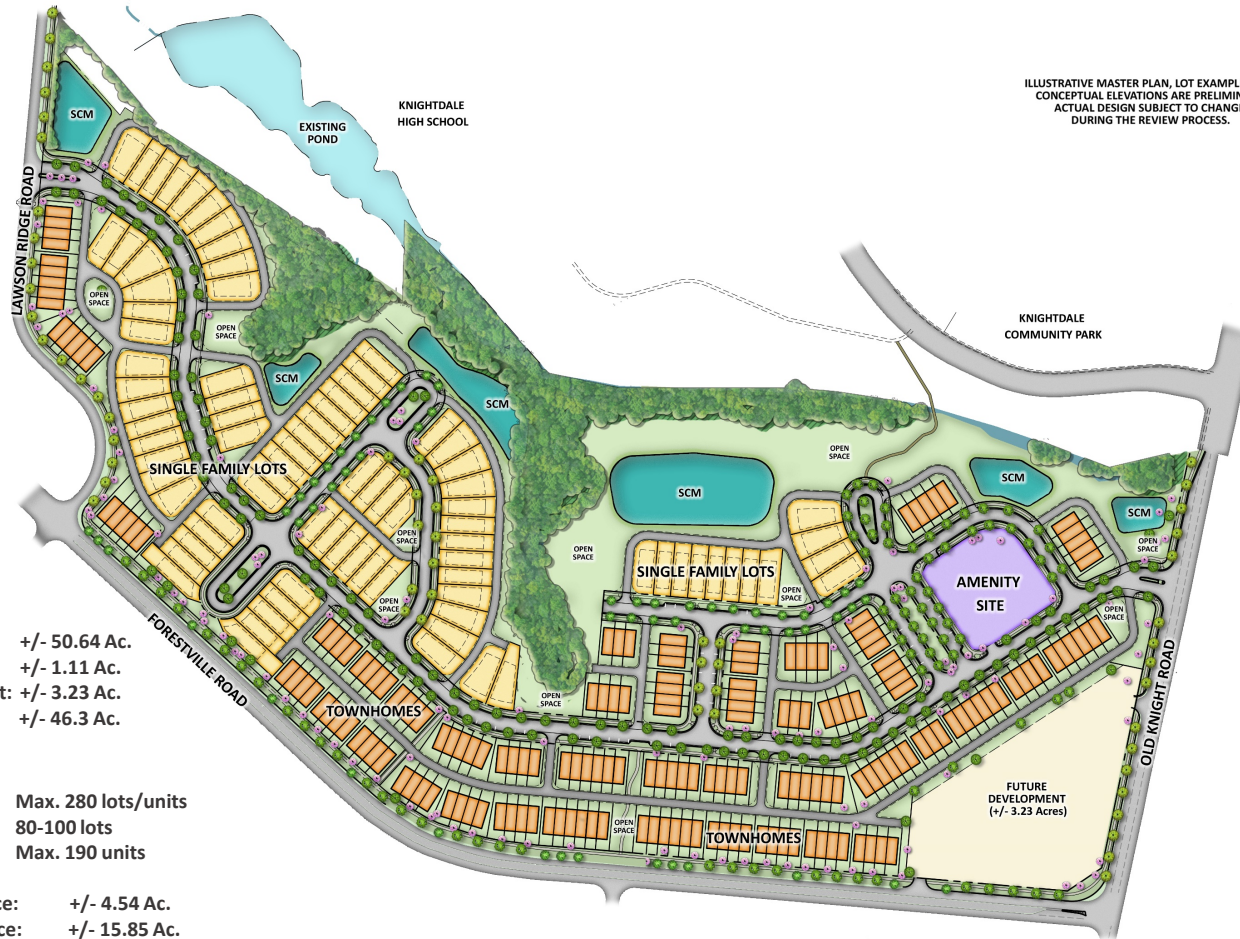 ILLUSTRATIVE MASTER PLAN, LOT
CONCEPTUAL ELEVATIONS ARE
ACTUAL DESIGN SUBJECT TO
DURING THE REVIEW PROCESS.
KNIGHTDALE
HIGH SCHOOL
EXISTING
POND
SCM
LAWSON RIDGE ROAD
OPEN
SPACE
OPEN
SPACE
SCM
SCM
KNIGHTDALE
COMMUNITY PARK
SINGLE FAMILY LOTS
OPEN
SPACE
SCM
SCM
SCM
OPEN
SPACE
OPEN
SPACE
OPEN
SPACE
SINGLE FAMILY LOTS
OPEN
SPACE
AMENITY
SITE
OPEN
SPACE
OPEN
SPACE
FORESTVILLE ROAD
OPEN
SPACE
TOWNHOMES
OLD KNIGHT ROAD
FUTURE
DEVELOPMENT
(+/- 3.23 Acres)
OPEN
SPACE
TOWNHOMES
+/- 50.64 Ac.
+/- 1.11 Ac.
+/- 3.23 Ac.
+/- 46.3 Ac.
Max. 280 lots/units
80-100 lots
Max. 190 units
+/- 4.54 Ac.
+/- 15.85 Ac.